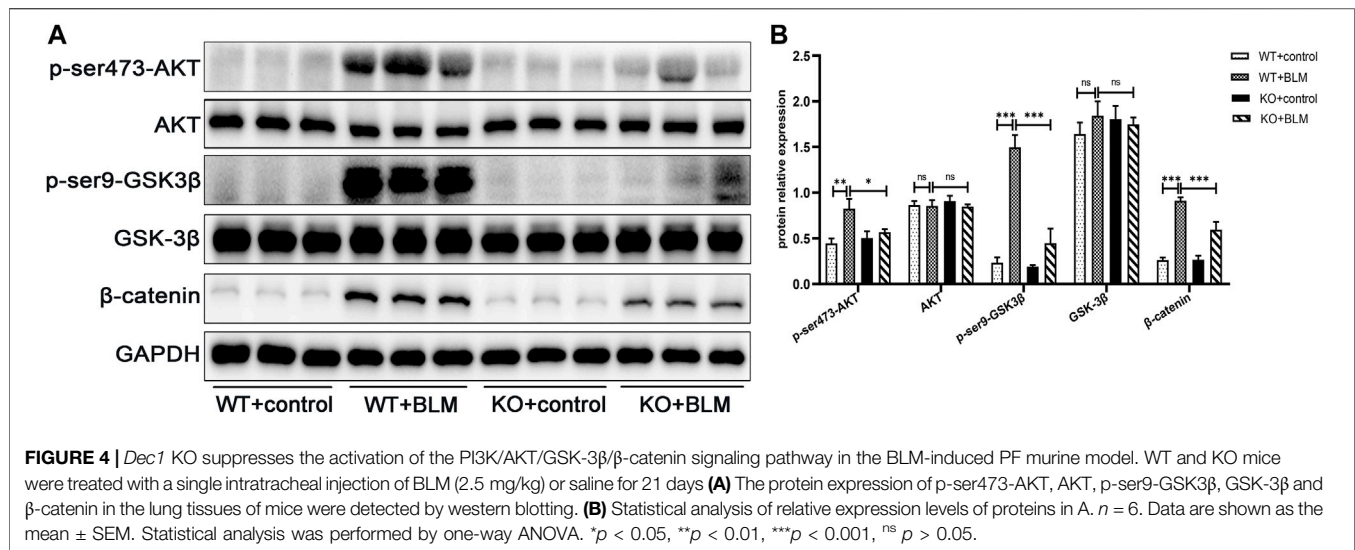 A
p-ser473-AKT
AKT
p-ser9-GSK3β
GSK-3β
β-catenin
GAPDH
WT+control WT+BLM KO+control KO+BLM
B
protein relative expression
2.5
2.0
1.5
1.0
0.5
0.0
** *
ns ns
*** ***
ns ns
*** ***
p-ser473-AKT
AKT
p-ser9-GSK3β
GSK-3β
β-catenin
WT+control
WT+BLM
KO+control
KO+BLM
FIGURE 4 | Dec1 KO suppresses the activation of the PI3K/AKT/GSK-3β/β-catenin signaling pathway in the BLM-induced PF murine model. WT and KO mice
were treated with a single intratracheal injection of BLM (2.5 mg/kg) or saline for 21 days (A) The protein expression of p-ser473-AKT, AKT, p-ser9-GSK3β, GSK-3β and
β-catenin in the lung tissues of mice were detected by western blotting. (B) Statistical analysis of relative expression levels of proteins in A. n = 6. Data are shown as the
mean ± SEM. Statistical analysis was performed by one-way ANOVA. *p < 0.05, **p < 0.01, ***p < 0.001, ns p > 0.05.